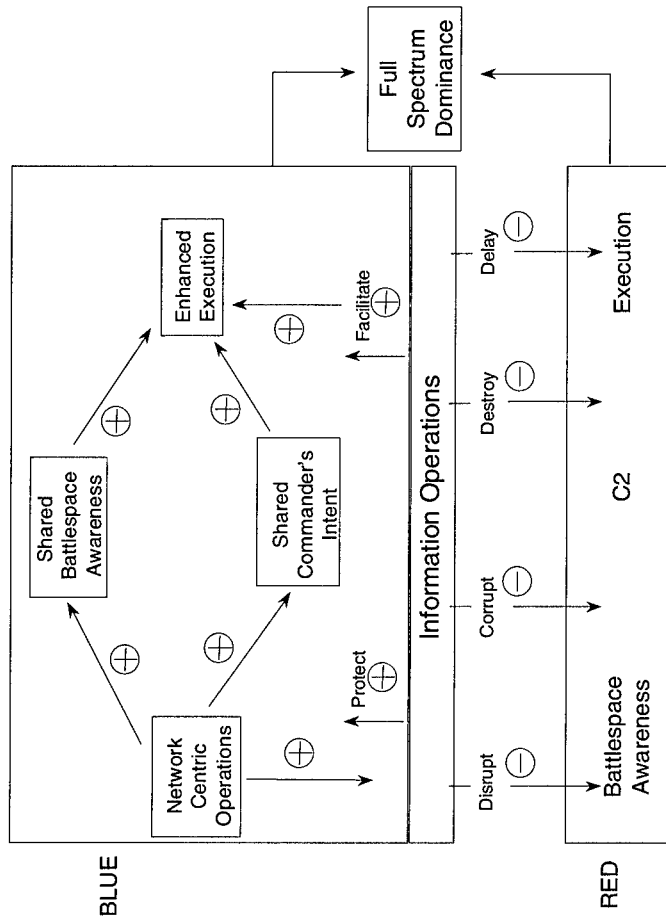 BLUE
Network
Centric
Operations
Shared
Battlespace
Awareness
Shared
Commander's
Intent
Enhanced
Execution
Protect
Facilitate
Information Operations
Full
Spectrum
Dominance
Disrupt
Corrupt
Destroy
Delay
RED
Battlespace
Awareness
C2
Execution